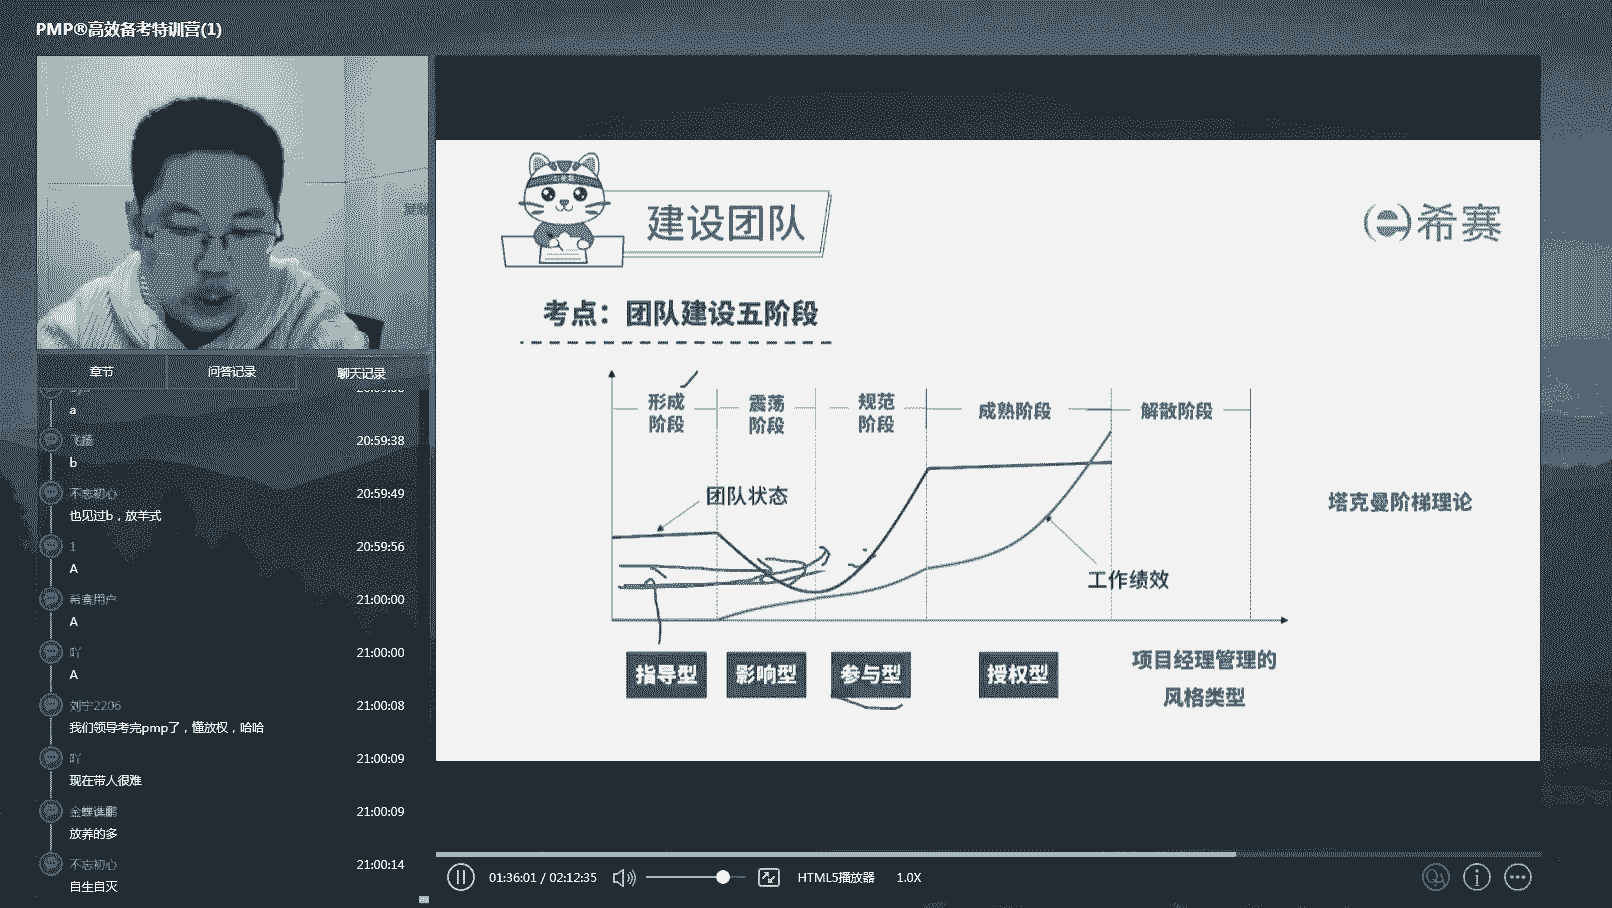 PMP®高效备考特训营(1)
章节
问答记录
聊天记录
a
飞扬
20:59:38
b
不忘初心
20:59:49
也见过b，放羊式
1
20:59:56
A
希赛用户
21:00:00
A
吖
21:00:00
A
刘宁2206
21:00:08
我们领导考完pmp了，懂放权，哈哈
吖
21:00:09
现在带人很难
21:00:09
放养的多
不忘初心
21:00:14
自生自灭
建设团队
希赛
考点：团队建设五阶段
形成
阶段
震荡
阶段
规范
阶段
成熟阶段
解散阶段
团队状态
工作绩效
塔克曼阶梯理论
指导型
影响型
参与型
授权型
项目经理管理的
风格类型
01:36:01 / 02:12:35
HTML5播放器
1.0X